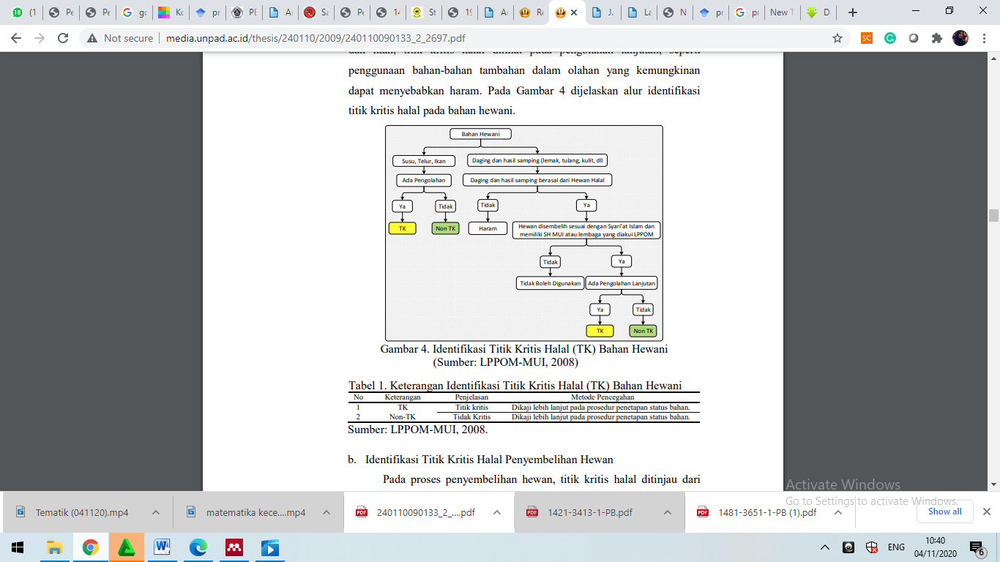 (1
Pe
Pe
go
Ko
pr
PE
A
Sa
Pe
14
St
19
A
Re
J.
La
N
pr
pr
New T
D
Not secure
media.unpad.ac.id/thesis/240110/2009/240110090133_2_2697.pdf
dan ikan, titik kritis halal dilihat pada pengolahan lanjutan, seperti
penggunaan bahan-bahan tambahan dalam olahan yang kemungkinan
dapat menyebabkan haram. Pada Gambar 4 dijelaskan alur identifikasi
titik kritis halal pada bahan hewani.
Bahan Hewani
Susu, Telur, Ikan
Daging dan hasil samping (lemak, tulang, kulit, dll
Ada Pengolahan
Daging dan hasil samping berasal dari Hewan Halal
Ya
Tidak
Tidak
Ya
TK
Non TK
Haram
Hewan disembelih sesuai dengan Syari'at Islam dan
memiliki SH MUI atau lembaga yang diakui LPPOM
Tidak
Ya
Tidak Boleh Digunakan
Ada Pengolahan Lanjutan
Ya
Tidak
TK
Non TK
Gambar 4. Identifikasi Titik Kritis Halal (TK) Bahan Hewani
(Sumber: LPPOM-MUI, 2008)
Tabel 1. Keterangan Identifikasi Titik Kritis Halal (TK) Bahan Hewani
No Keterangan Penjelasan Metode Pencegahan
1 TK Titik kritis Dikaji lebih lanjut pada prosedur penetapan status bahan.
2 Non-TK Tidak Kritis Dikaji lebih lanjut pada prosedur penetapan status bahan.
Sumber: LPPOM-MUI, 2008.
b. Identifikasi Titik Kritis Halal Penyembelihan Hewan
Pada proses penyembelihan hewan, titik kritis halal ditinjau dari
Activate Windows
Go to Settings to activate Windows.
Tematik (041120).mp4
matematika kece....mp4
240110090133_2_....pdf
1421-3413-1-PB.pdf
1481-3651-1-PB (1).pdf
Show all
ENG
10:40
04/11/2020
6